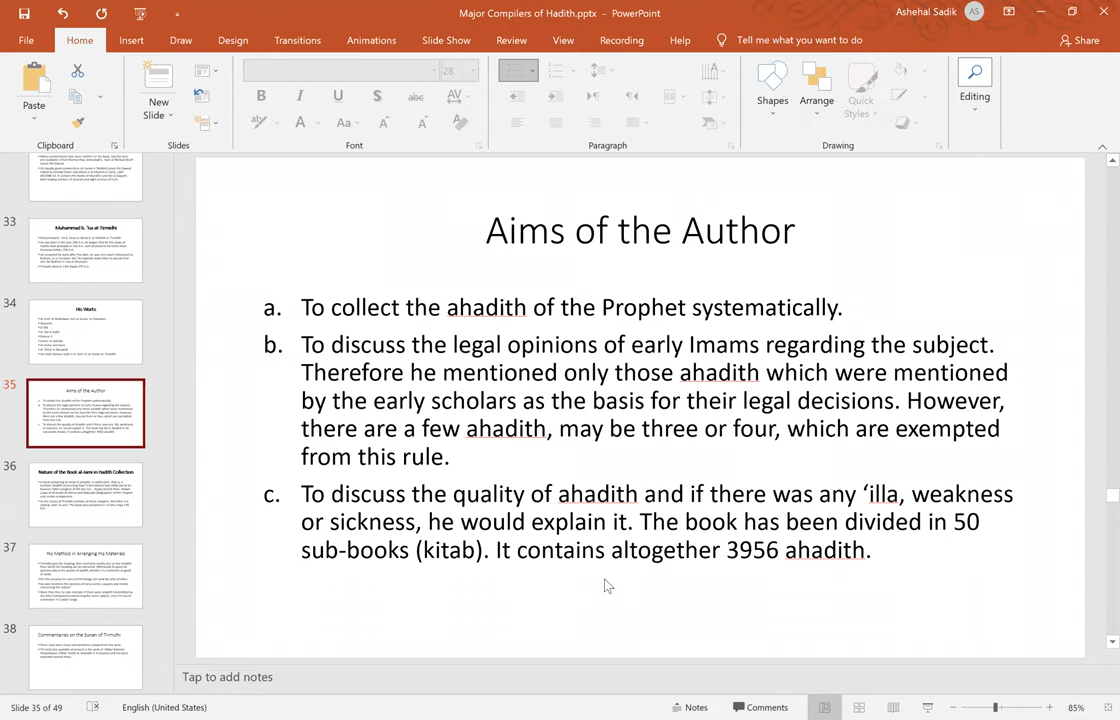 Major Compilers of Hadith.pptx - PowerPoint
Ashehal Sadik AS
File Home Insert Draw Design Transitions Animations Slide Show Review View Recording Help Tell me what you want to do Share
Paste
New Slide
28
B I U S abc AV
A Aa A A
Shapes Arrange Quick Styles
Editing
Clipboard Slides Font Paragraph Drawing
33
Muhammad b. 'Isa at-Tirmidhi
34
His Works
35
Aims of the Author
36
Nature of the Book al-Jami in Hadith Collection
37
His Method in Arranging His Materials
38
Commentaries on the Sunan of Tirmidhi
Aims of the Author
a. To collect the ahadith of the Prophet systematically.
b. To discuss the legal opinions of early Imams regarding the subject.
Therefore he mentioned only those ahadith which were mentioned
by the early scholars as the basis for their legal decisions. However,
there are a few ahadith, may be three or four, which are exempted
from this rule.
c. To discuss the quality of ahadith and if there was any ‘illa, weakness
or sickness, he would explain it. The book has been divided in 50
sub-books (kitab). It contains altogether 3956 ahadith.
Tap to add notes
Slide 35 of 49 English (United States) Notes Comments 85%